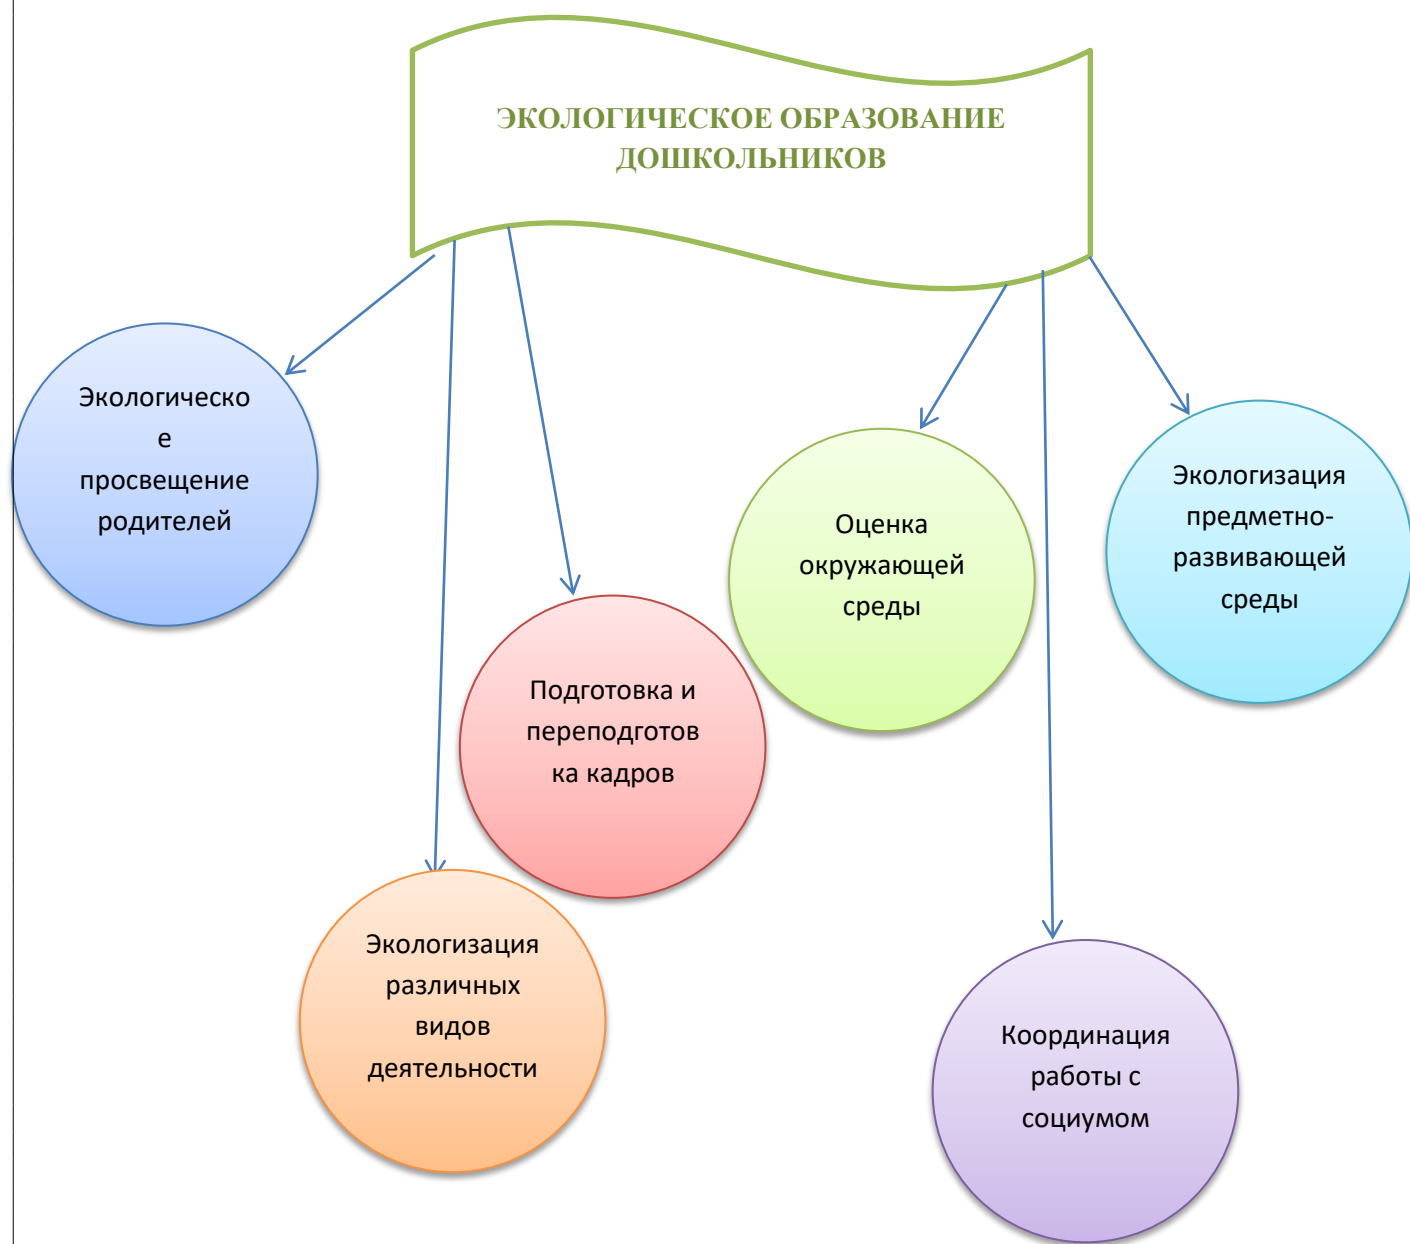 ЭКОЛОГИЧЕСКОЕ ОБРАЗОВАНИЕ
ДОШКОЛЬНИКОВ
Экологическо
е
просвещение
родителей
Экологизация
предметно-
развивающей
среды
Оценка
окружающей
среды
Подготовка и
переподготов
ка кадров
Экологизация
различных
видов
деятельности
Координация
работы с
социумом